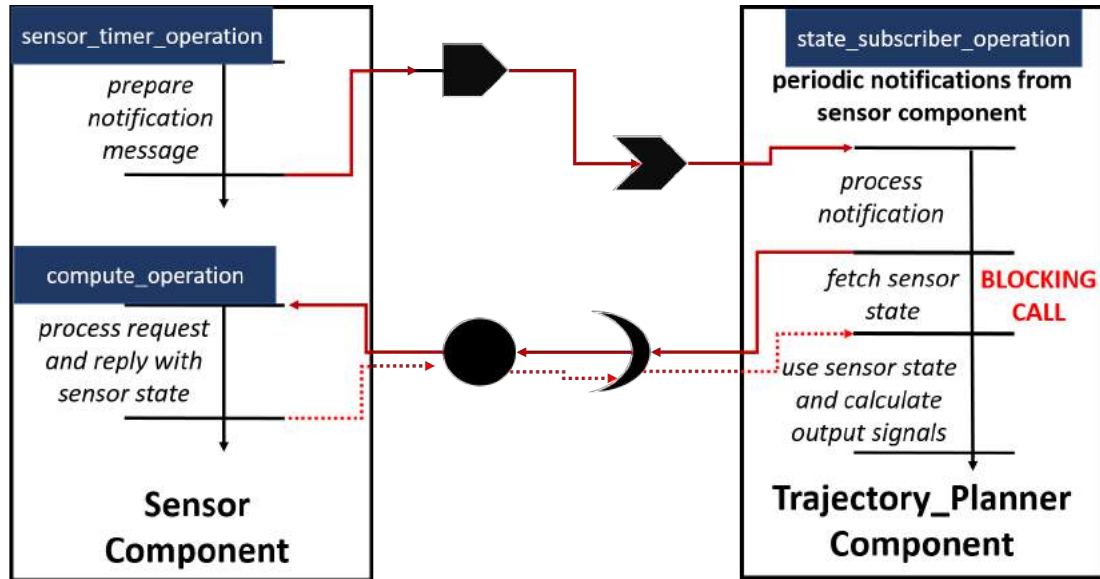 sensor_timer_operation
prepare
notification
message
compute_operation
process request
and reply with
sensor state
Sensor
Component
state_subscriber_operation
periodic notifications from
sensor component
process
notification
fetch sensor
state
BLOCKING
CALL
use sensor state
and calculate
output signals
Trajectory_Planner
Component